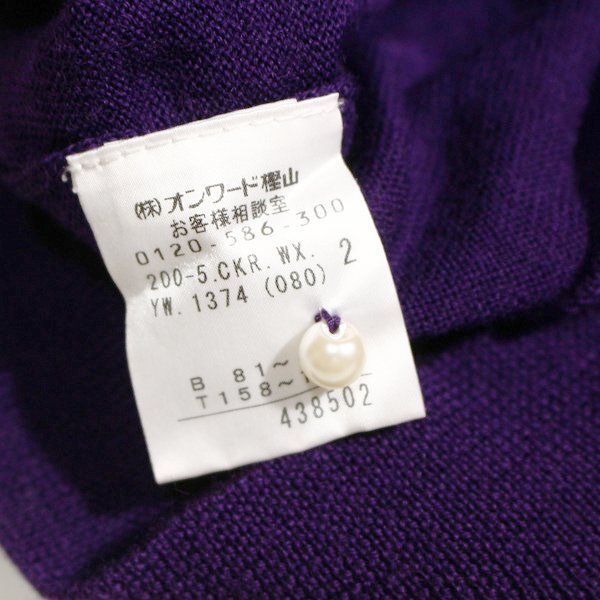 (株)オンワード樫山
お客様相談室
0120-586-300
200-5.CKR.WX. 2
YW.1374 (080)
B 81～
T158～
438502